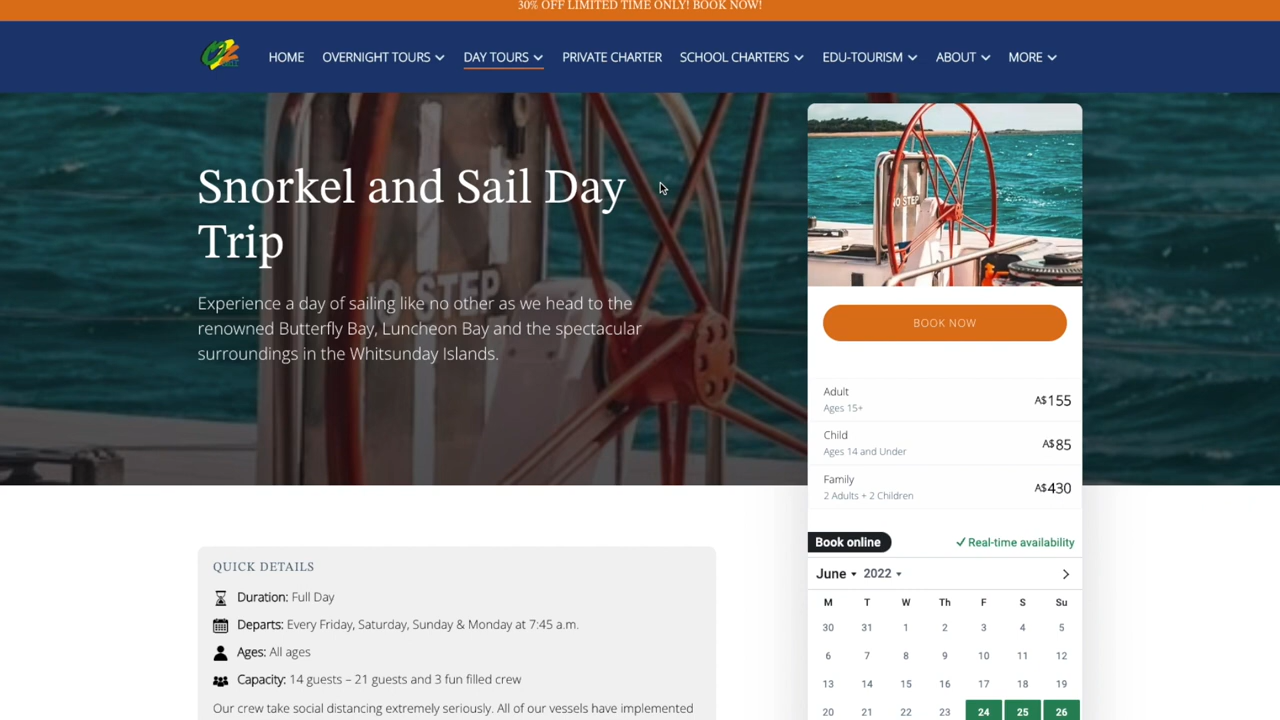 30% OFF LIMITED TIME ONLY! BOOK NOW!
HOME OVERNIGHT TOURS DAY TOURS PRIVATE CHARTER SCHOOL CHARTERS EDU-TOURISM ABOUT MORE
Snorkel and Sail Day
Trip
Experience a day of sailing like no other as we head to the
renowned Butterfly Bay, Luncheon Bay and the spectacular
surroundings in the Whitsunday Islands.
NO STEP
NO STEP
BOOK NOW
Adult
Ages 15+
A$155
Child
Ages 14 and Under
A$85
Family
2 Adults + 2 Children
A$430
Book online
✓ Real-time availability
June 2022
M T W Th F S Su
30 31 1 2 3 4 5
6 7 8 9 10 11 12
13 14 15 16 17 18 19
20 21 22 23 24 25 26
QUICK DETAILS
Duration: Full Day
Departs: Every Friday, Saturday, Sunday & Monday at 7:45 a.m.
Ages: All ages
Capacity: 14 guests – 21 guests and 3 fun filled crew
Our crew take social distancing extremely seriously. All of our vessels have implemented